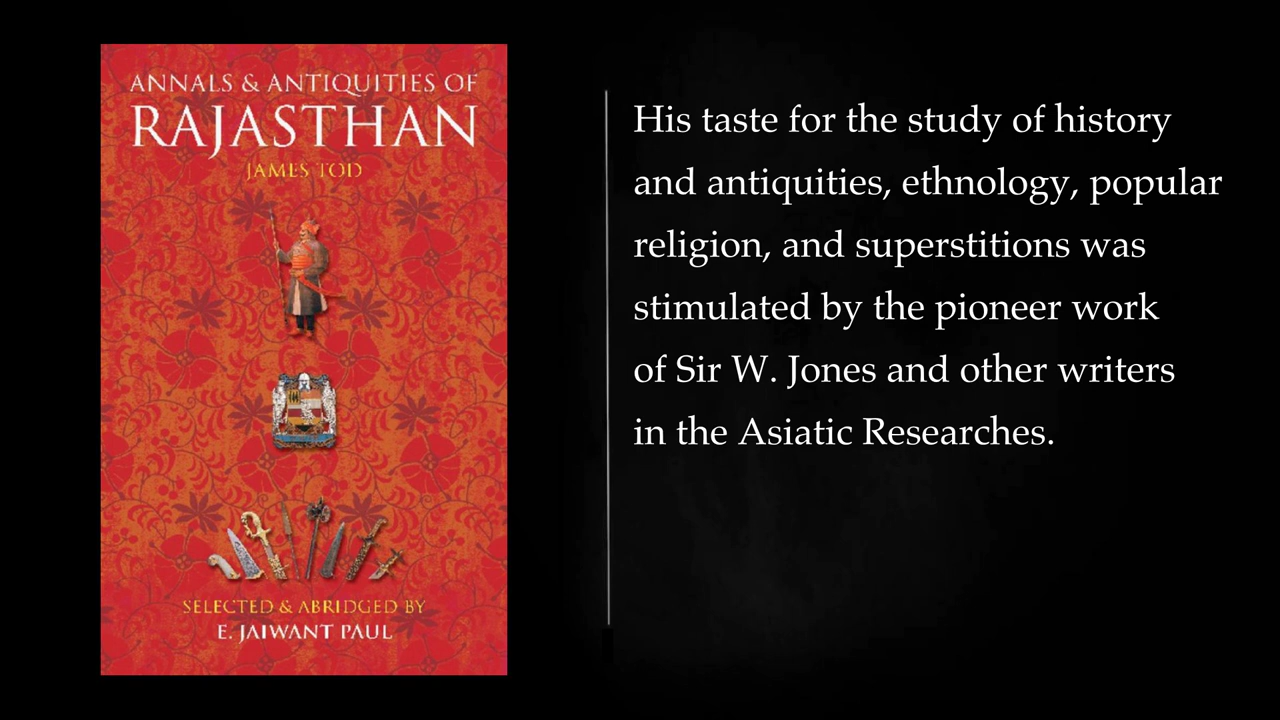 ANNALS & ANTIQUITIES OF
RAJASTHAN
JAMES TOD
SELECTED & ABRIDGED BY
E. JAIWANT PAUL
His taste for the study of history
and antiquities, ethnology, popular
religion, and superstitions was
stimulated by the pioneer work
of Sir W. Jones and other writers
in the Asiatic Researches.